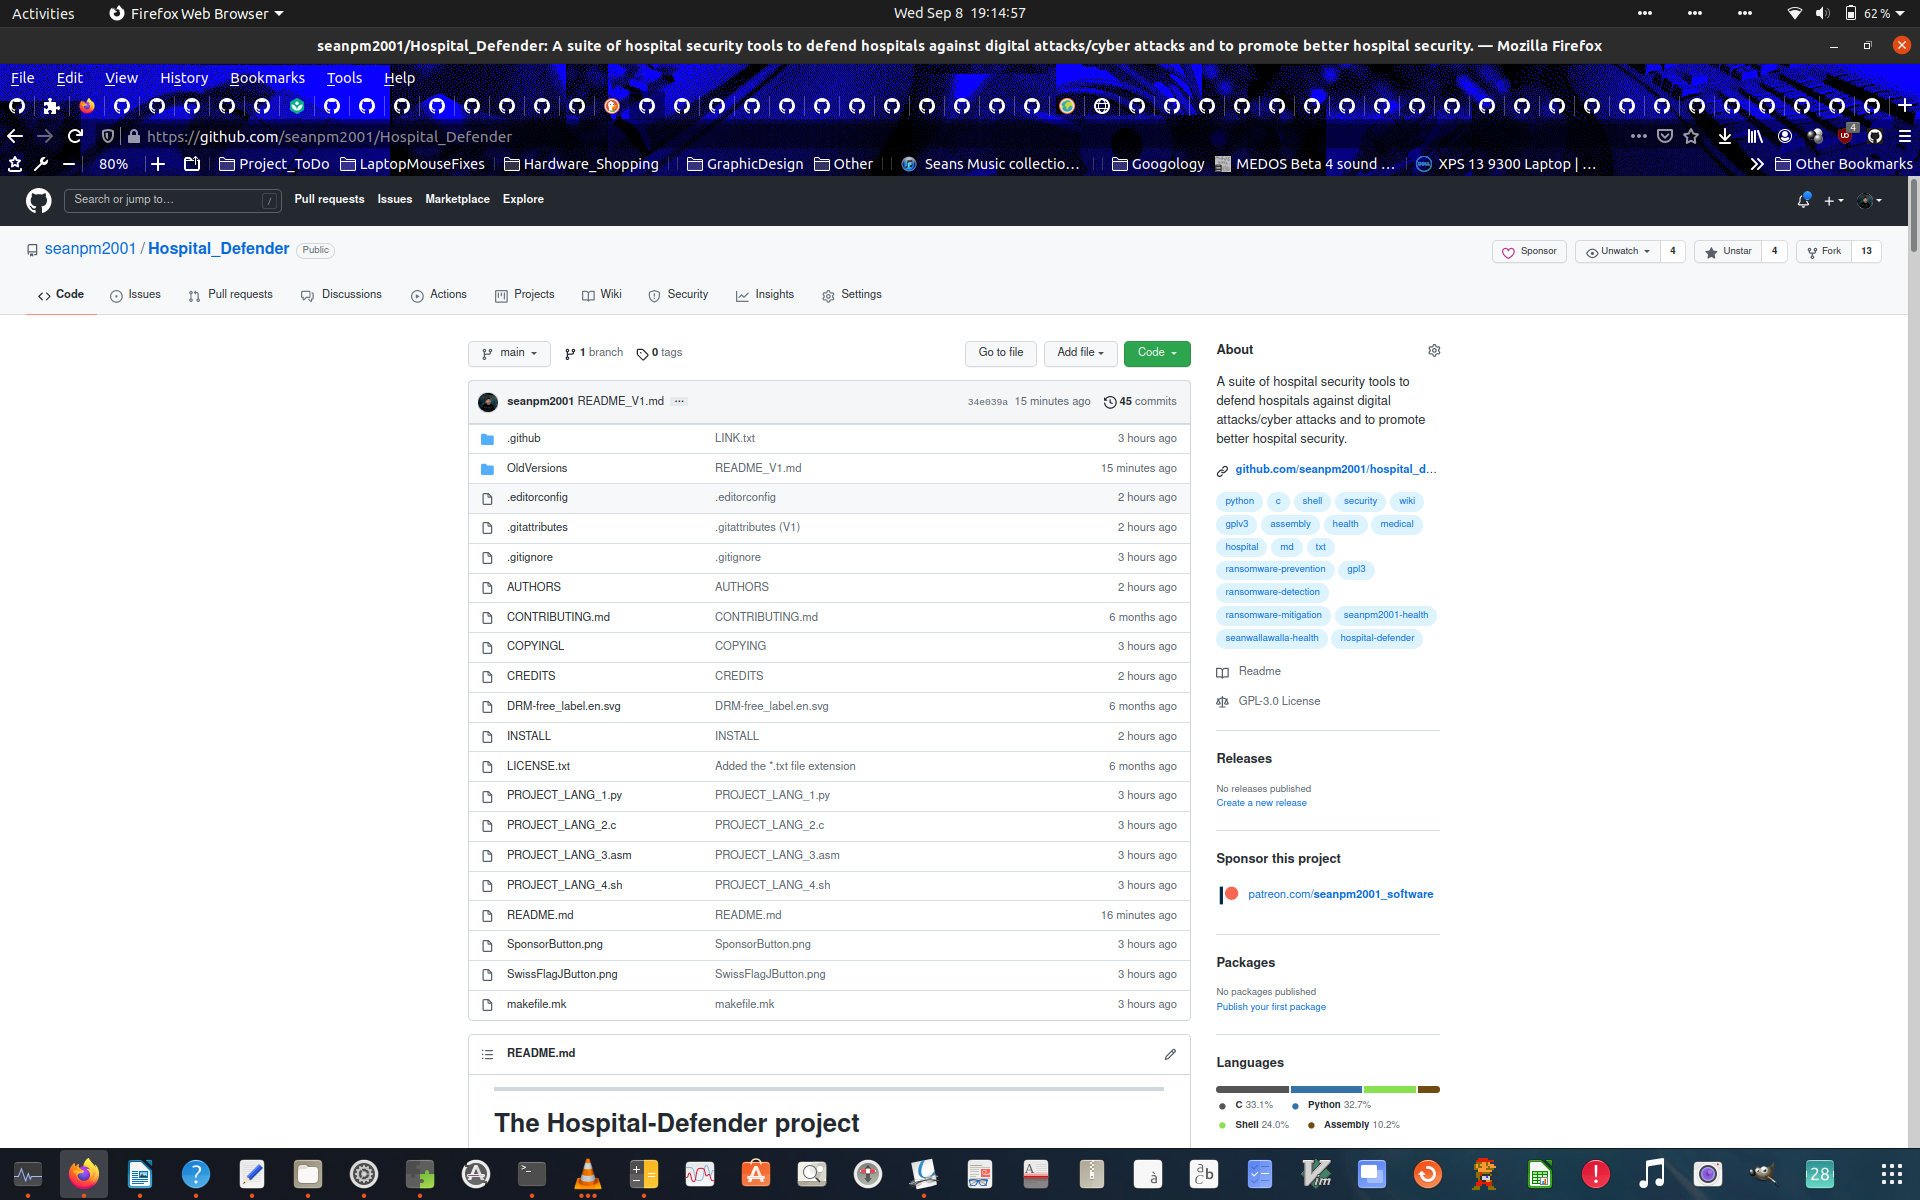 Activities Firefox Web Browser Wed Sep 8 19:14:57 62 %
seanpm2001/Hospital_Defender: A suite of hospital security tools to defend hospitals against digital attacks/cyber attacks and to promote better hospital security. — Mozilla Firefox
File Edit View History Bookmarks Tools Help
https://github.com/seanpm2001/Hospital_Defender 4
80% Project_ToDo LaptopMouseFixes Hardware_Shopping GraphicDesign Other Seans Music collectio… Googology MEDOS Beta 4 sound … XPS 13 9300 Laptop | … Other Bookmarks
Search or jump to… / Pull requests Issues Marketplace Explore
seanpm2001 / Hospital_Defender Public Sponsor Unwatch 4 Unstar 4 Fork 13
Code Issues Pull requests Discussions Actions Projects Wiki Security Insights Settings
main 1 branch 0 tags Go to file Add file Code
seanpm2001 README_V1.md ... 34e039a 15 minutes ago 45 commits
.github LINK.txt 3 hours ago
OldVersions README_V1.md 15 minutes ago
.editorconfig .editorconfig 2 hours ago
.gitattributes .gitattributes (V1) 2 hours ago
.gitignore .gitignore 3 hours ago
AUTHORS AUTHORS 2 hours ago
CONTRIBUTING.md CONTRIBUTING.md 6 months ago
COPYINGL COPYING 3 hours ago
CREDITS CREDITS 2 hours ago
DRM-free_label.en.svg DRM-free_label.en.svg 6 months ago
INSTALL INSTALL 2 hours ago
LICENSE.txt Added the *.txt file extension 6 months ago
PROJECT_LANG_1.py PROJECT_LANG_1.py 3 hours ago
PROJECT_LANG_2.c PROJECT_LANG_2.c 3 hours ago
PROJECT_LANG_3.asm PROJECT_LANG_3.asm 3 hours ago
PROJECT_LANG_4.sh PROJECT_LANG_4.sh 3 hours ago
README.md README.md 16 minutes ago
SponsorButton.png SponsorButton.png 3 hours ago
SwissFlagJButton.png SwissFlagJButton.png 3 hours ago
makefile.mk makefile.mk 3 hours ago
README.md
The Hospital-Defender project
About
A suite of hospital security tools to
defend hospitals against digital
attacks/cyber attacks and to promote
better hospital security.
github.com/seanpm2001/hospital_d…
python c shell security wiki
gplv3 assembly health medical
hospital md txt
ransomware-prevention gpl3
ransomware-detection
ransomware-mitigation seanpm2001-health
seanwallawalla-health hospital-defender
Readme
GPL-3.0 License
Releases
No releases published
Create a new release
Sponsor this project
patreon.com/seanpm2001_software
Packages
No packages published
Publish your first package
Languages
C 33.1% Python 32.7%
Shell 24.0% Assembly 10.2%
28